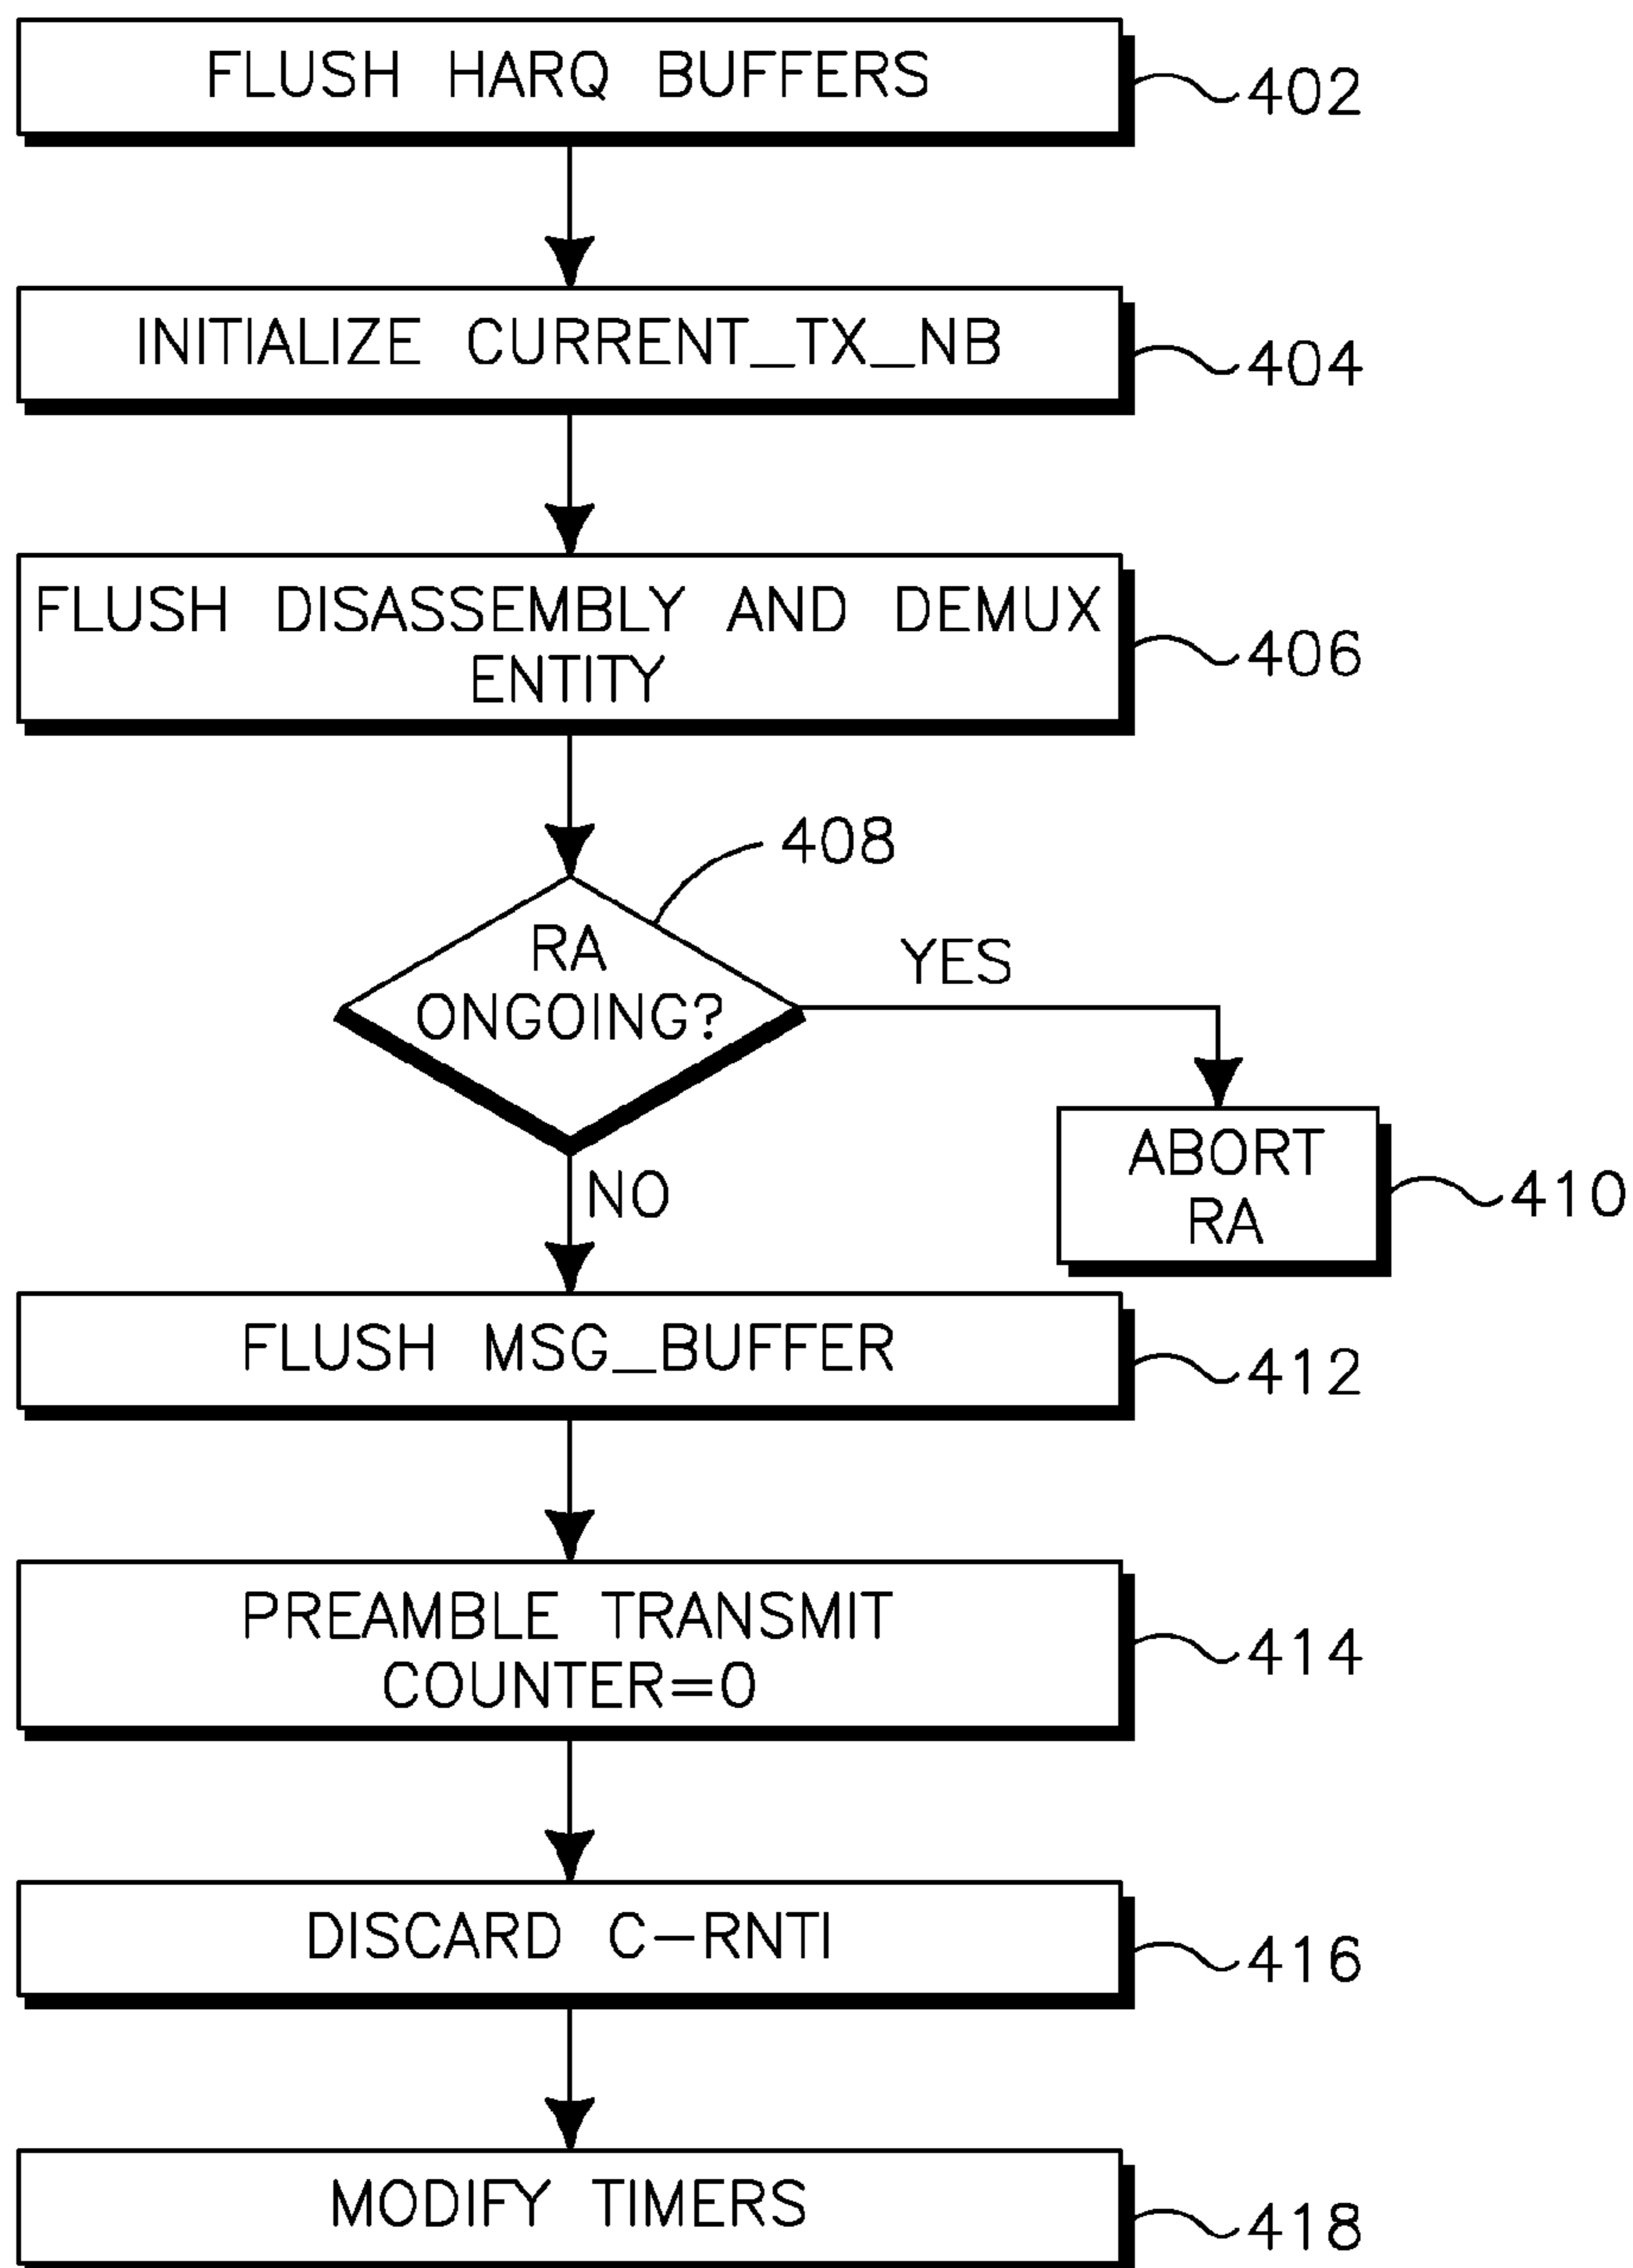 FLUSH HARQ BUFFERS
402
INITIALIZE CURRENT_TX_NB
404
FLUSH DISASSEMBLY AND DEMUX
ENTITY
406
408
RA
ONGOING?
YES
NO
ABORT
RA
410
FLUSH MSG_BUFFER
412
PREAMBLE TRANSMIT
COUNTER=0
414
DISCARD C-RNTI
416
MODIFY TIMERS
418